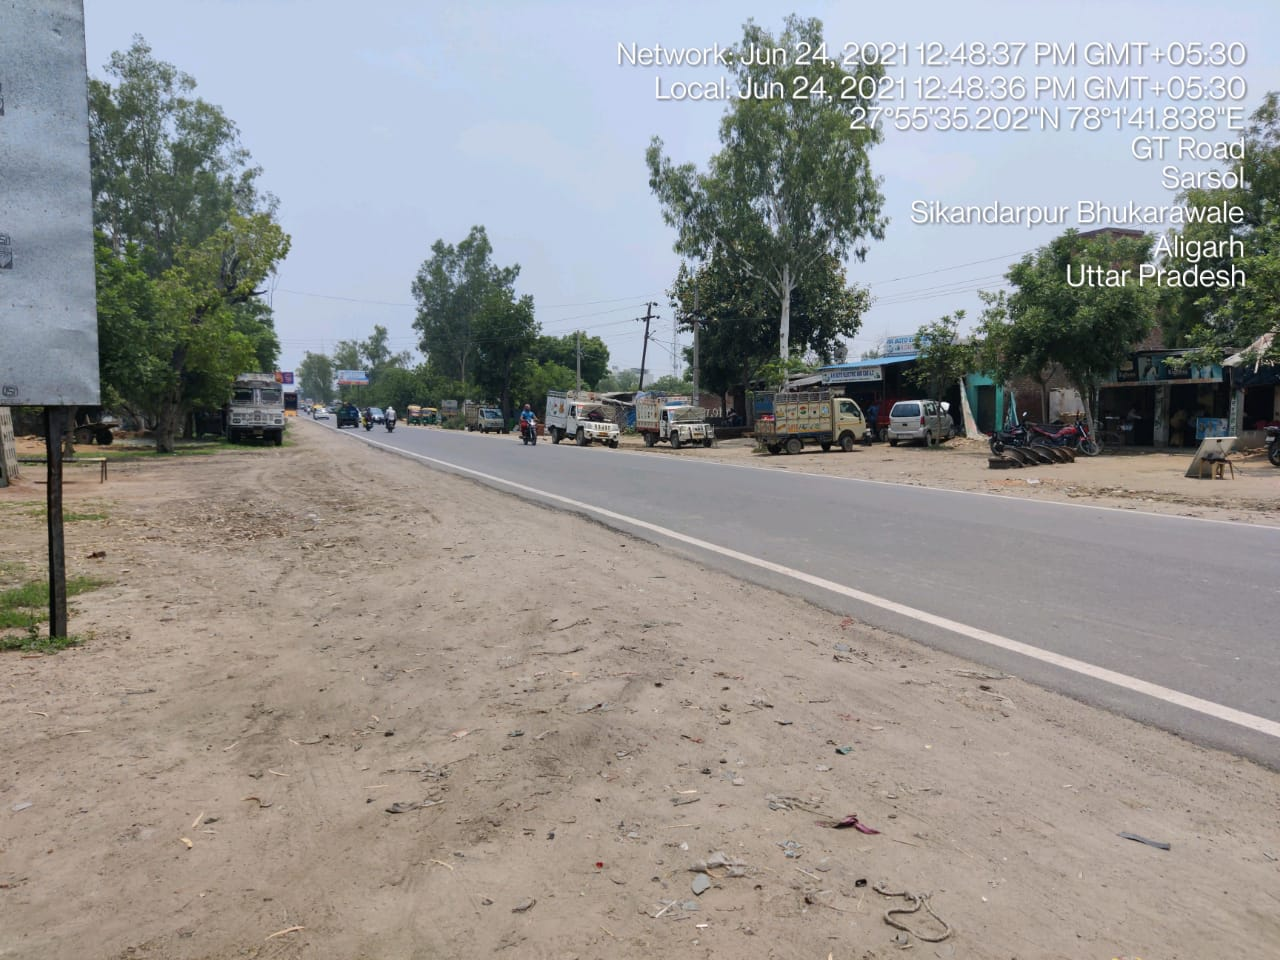 Network: Jun 24, 2021 12:48:37 PM GMT+05:30
Local: Jun 24, 2021 12:48:36 PM GMT+05:30
27°55'35.202"N 78°1'41.838"E
GT Road
Sarsol
Sikandarpur Bhukarawale
Aligarh
Uttar Pradesh